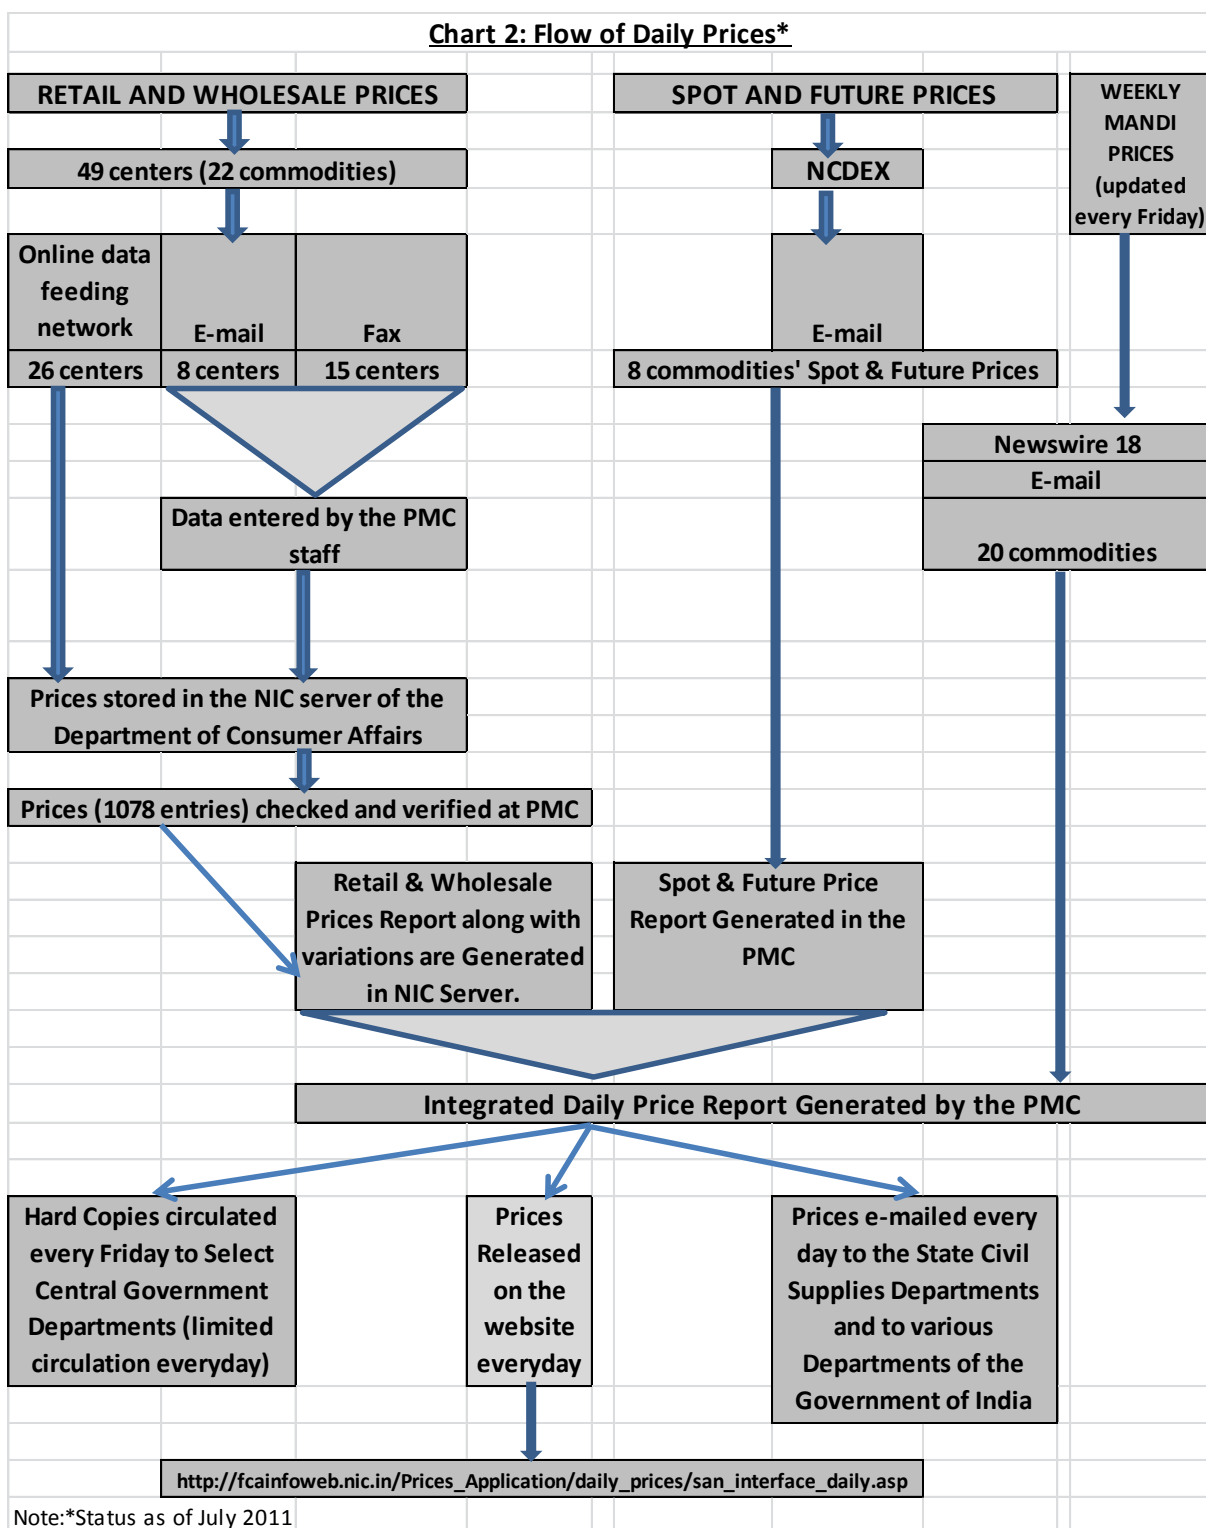 Chart 2: Flow of Daily Prices*
RETAIL AND WHOLESALE PRICES
49 centers (22 commodities)
Online data
feeding
network
E-mail
Fax
26 centers
8 centers
15 centers
Data entered by the PMC
staff
Prices stored in the NIC server of the
Department of Consumer Affairs
Prices (1078 entries) checked and verified at PMC
Retail & Wholesale
Prices Report along with
variations are Generated
in NIC Server.
SPOT AND FUTURE PRICES
NCDEX
E-mail
8 commodities' Spot & Future Prices
Spot & Future Price
Report Generated in the
PMC
WEEKLY
MANDI
PRICES
(updated
every Friday)
Newswire 18
E-mail
20 commodities
Integrated Daily Price Report Generated by the PMC
Hard Copies circulated
every Friday to Select
Central Government
Departments (limited
circulation everyday)
Prices
Released
on the
website
everyday
Prices e-mailed every
day to the State Civil
Supplies Departments
and to various
Departments of the
Government of India
http://fcainfoweb.nic.in/Prices_Application/daily_prices/san_interface_daily.asp
Note:*Status as of July 2011